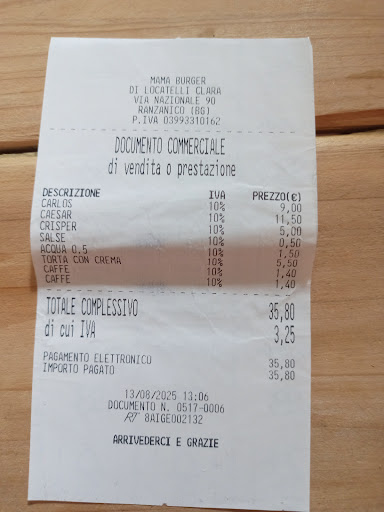 MAMA BURGER
DI LOCATELLI CLARA
VIA NAZIONALE 90
RANZANICO (BG)
P.IVA 03993310162
DOCUMENTO COMMERCIALE
di vendita o prestazione
DESCRIZIONE IVA PREZZO(€)
CARLOS 10% 9,00
CAESAR 10% 11,50
CRISPER 10% 5,00
SALSE 10% 0,50
ACQUA 0,5 10% 1,50
TORTA CON CREMA 10% 5,50
CAFFE 10% 1,40
CAFFE 10% 1,40
TOTALE COMPLESSIVO 35,80
di cui IVA 3,25
PAGAMENTO ELETTRONICO 35,80
IMPORTO PAGATO 35,80
13/08/2025 13:06
DOCUMENTO N. 0517-0006
RT 8AIGE002132
ARRIVEDERCI E GRAZIE